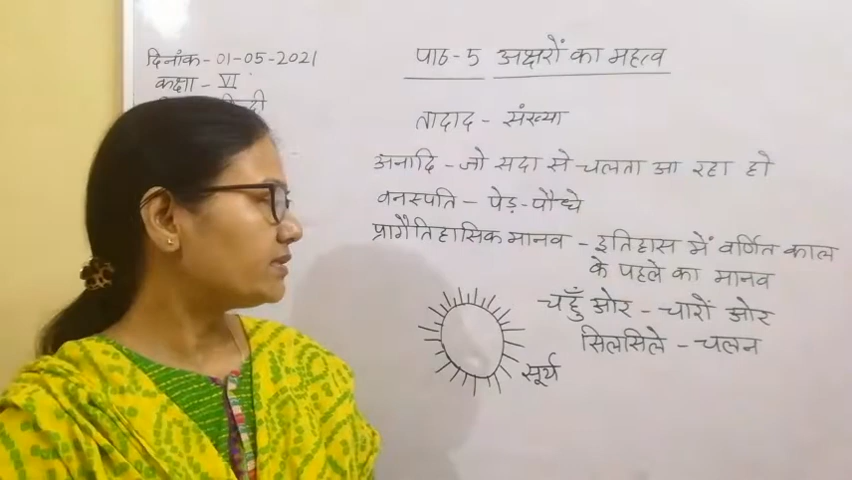 दिनांक - 01-05-2021
कक्षा - VI
पाठ-5 अक्षरों का महत्व
तादाद - संख्या
अनादि - जो सदा से चलता आ रहा हो
वनस्पति - पेड़-पौध्धे
प्रागैतिहासिक मानव - इतिहास में वर्णित काल
के पहले का मानव
चहुँ ओर - चारों ओर
सिलसिले - चलन
सूर्य